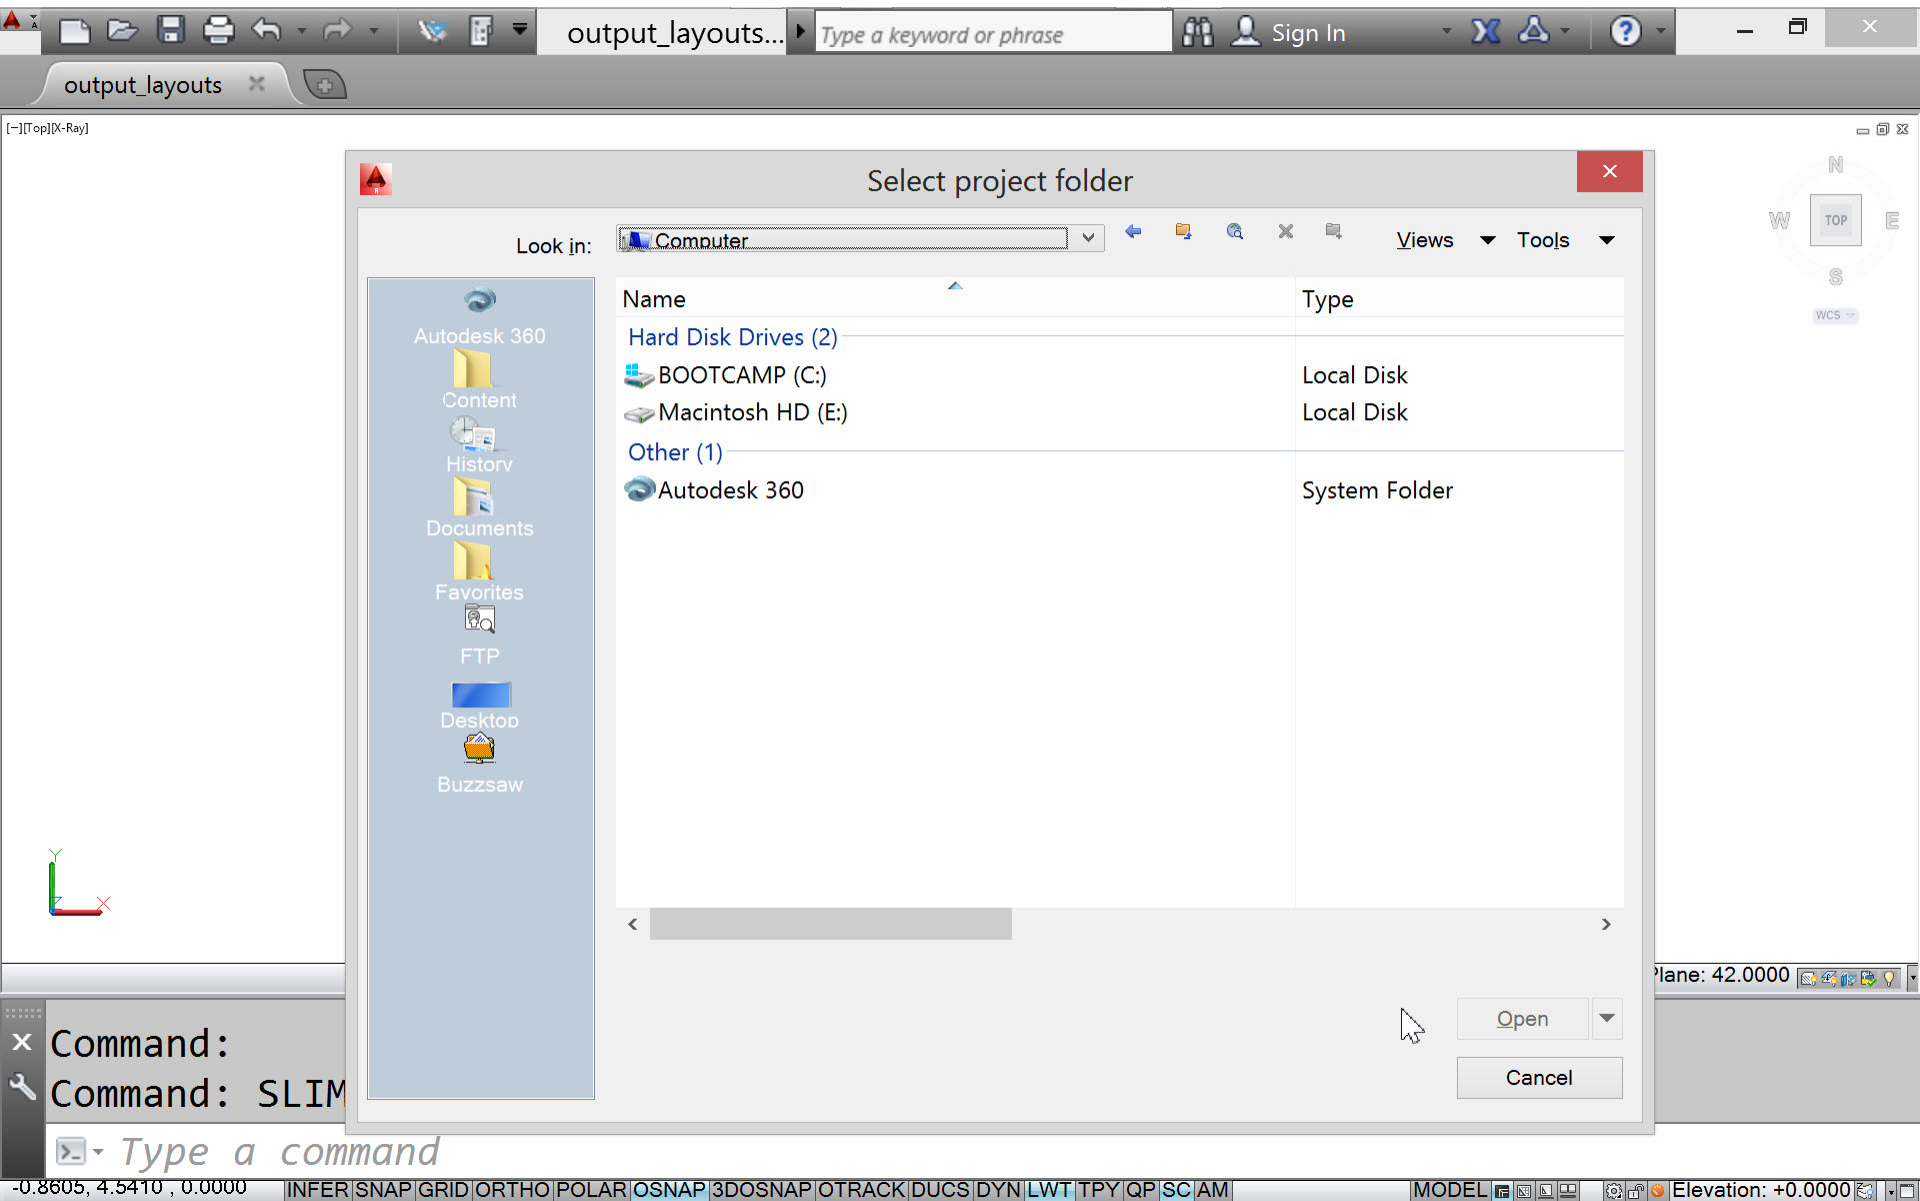 output_layouts...
Type a keyword or phrase
Sign In
output_layouts
[−][Top][X-Ray]
Select project folder
N
W
TOP
E
S
WCS
Look in:
Computer
Views
Tools
Name
Type
Hard Disk Drives (2)
BOOTCAMP (C:)
Local Disk
Macintosh HD (E:)
Local Disk
Other (1)
Autodesk 360
System Folder
Autodesk 360
Content
History
Documents
Favorites
FTP
Desktop
Buzzsaw
Y
Z
X
Plane: 42.0000
Open
Cancel
Command:
Command: SLIM
Type a command
-0.8605, 4.5410 , 0.0000
INFER SNAP GRID ORTHO POLAR OSNAP 3DOSNAP OTRACK DUCS DYN LWT TPY QP SC AM
MODEL
Elevation: +0.0000